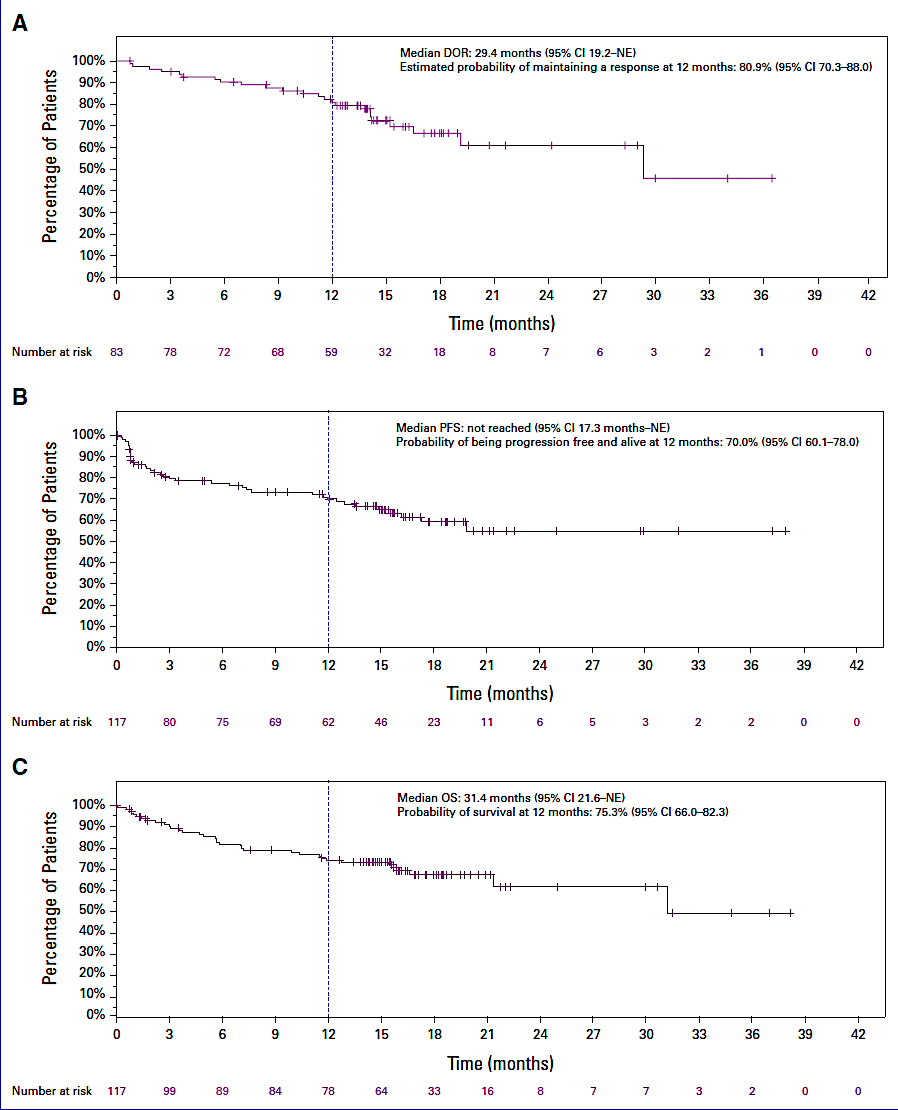 A
Median DOR: 29.4 months (95% CI 19.2–NE)
Estimated probability of maintaining a response at 12 months: 80.9% (95% CI 70.3–88.0)
Percentage of Patients
100%
90%
80%
70%
60%
50%
40%
30%
20%
10%
0%
0 3 6 9 12 15 18 21 24 27 30 33 36 39 42
Time (months)
Number at risk 83 78 72 68 59 32 18 8 7 6 3 2 1 0 0
B
Median PFS: not reached (95% CI 17.3 months–NE)
Probability of being progression free and alive at 12 months: 70.0% (95% CI 60.1–78.0)
Percentage of Patients
100%
90%
80%
70%
60%
50%
40%
30%
20%
10%
0%
0 3 6 9 12 15 18 21 24 27 30 33 36 39 42
Time (months)
Number at risk 117 80 75 69 62 46 23 11 6 5 3 2 2 0 0
C
Median OS: 31.4 months (95% CI 21.6–NE)
Probability of survival at 12 months: 75.3% (95% CI 66.0–82.3)
Percentage of Patients
100%
90%
80%
70%
60%
50%
40%
30%
20%
10%
0%
0 3 6 9 12 15 18 21 24 27 30 33 36 39 42
Time (months)
Number at risk 117 99 89 84 78 64 33 16 8 7 7 3 2 0 0